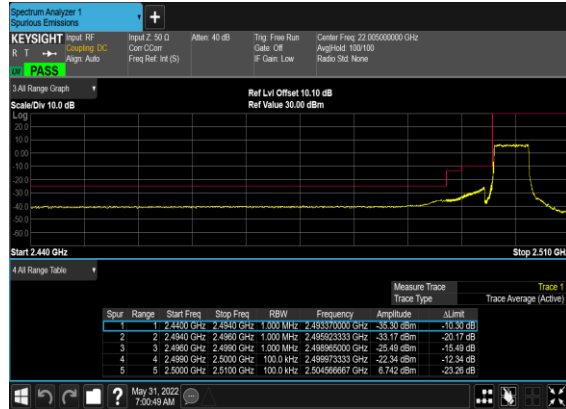 Spectrum Analyzer 1
Spurious Emissions
KEYSIGHT Input: RF Input Z: 50 Ω Atten: 40 dB Trig: Free Run Center Freq: 22.005000000 GHz
R T Coupling: DC Corr CCorr Gate: Off Avg|Hold: 100/100
Align: Auto Freq Ref: Int (S) IF Gain: Low Radio Std: None
PASS
3 All Range Graph
Ref Lvl Offset 10.10 dB
Scale/Div 10.0 dB Ref Value 30.00 dBm
Log
20.0
10.0
0.00
-10.0
-20.0
-30.0
-40.0
-50.0
-60.0
Start 2.440 GHz Stop 2.510 GH
4 All Range Table
Measure Trace Trace 1
Trace Type Trace Average (Active)
Spur Range Start Freq Stop Freq RBW Frequency Amplitude ΔLimit
1 1 2.4400 GHz 2.4940 GHz 1.000 MHz 2.493370000 GHz -35.30 dBm -10.30 dB
2 2 2.4940 GHz 2.4960 GHz 1.000 MHz 2.495923333 GHz -33.17 dBm -20.17 dB
3 3 2.4960 GHz 2.4990 GHz 1.000 MHz 2.498965000 GHz -25.49 dBm -15.49 dB
4 4 2.4990 GHz 2.5000 GHz 100.0 kHz 2.499973333 GHz -22.34 dBm -12.34 dB
5 5 2.5000 GHz 2.5100 GHz 100.0 kHz 2.504566667 GHz 6.742 dBm -23.26 dB
May 31, 2022
7:00:49 AM